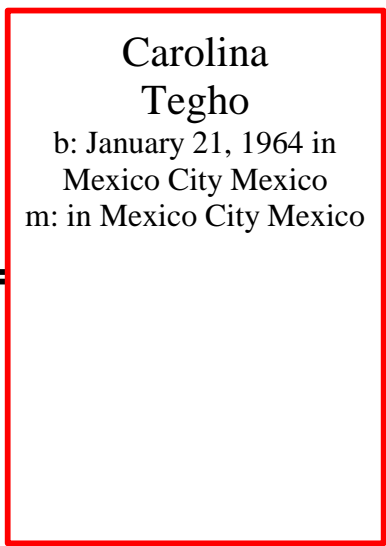 Carolina
Tegho
b: January 21, 1964 in
Mexico City Mexico
m: in Mexico City Mexico